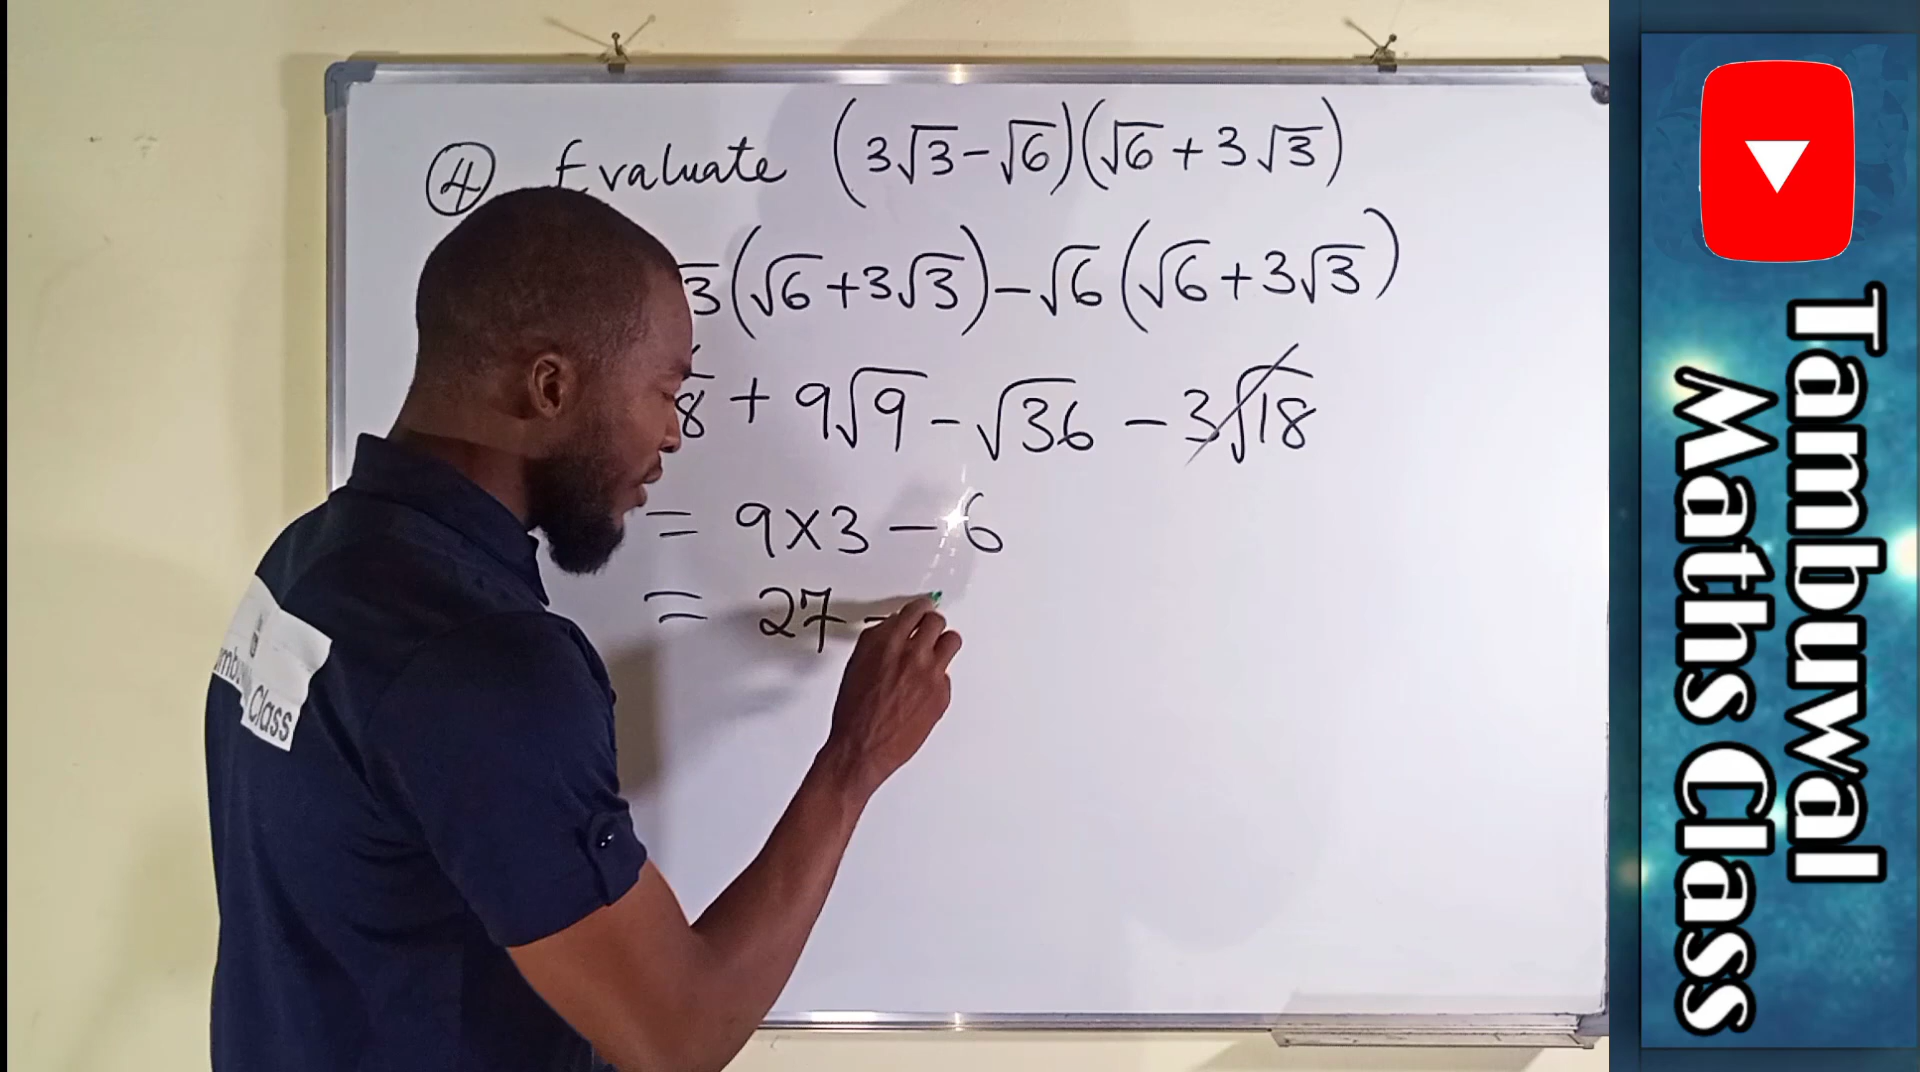 ④ Evaluate (3√3-√6)(√6+3√3)
√3(√6+3√3)-√6(√6+3√3)
8 + 9√9 - √36 - 3√18
= 9×3 - 6
= 27 -
Class
Tambuwal
Maths Class